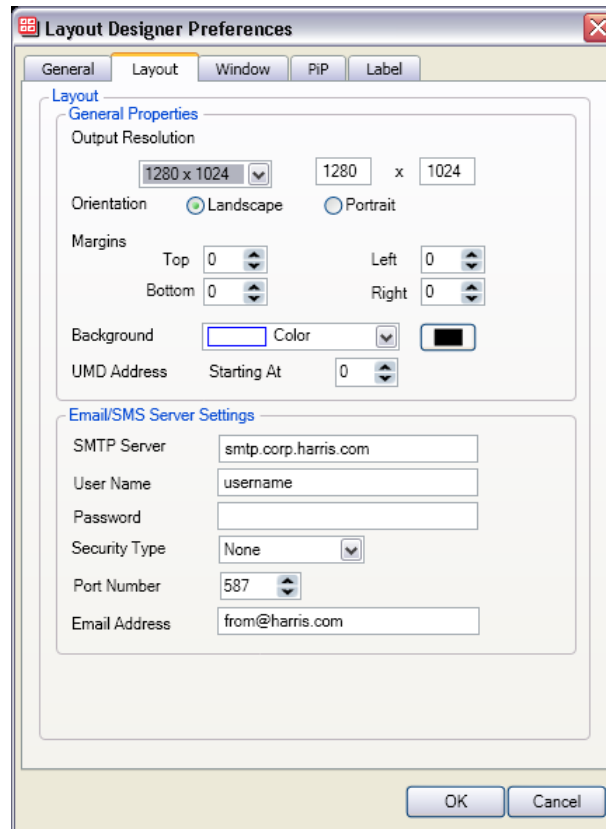 Layout Designer Preferences
General Layout Window PiP Label
Layout
General Properties
Output Resolution
1280 x 1024 1280 x 1024
Orientation Landscape Portrait
Margins
Top 0 Left 0
Bottom 0 Right 0
Background Color
UMD Address Starting At 0
Email/SMS Server Settings
SMTP Server smtp.corp.harris.com
User Name username
Password
Security Type None
Port Number 587
Email Address from@harris.com
OK Cancel